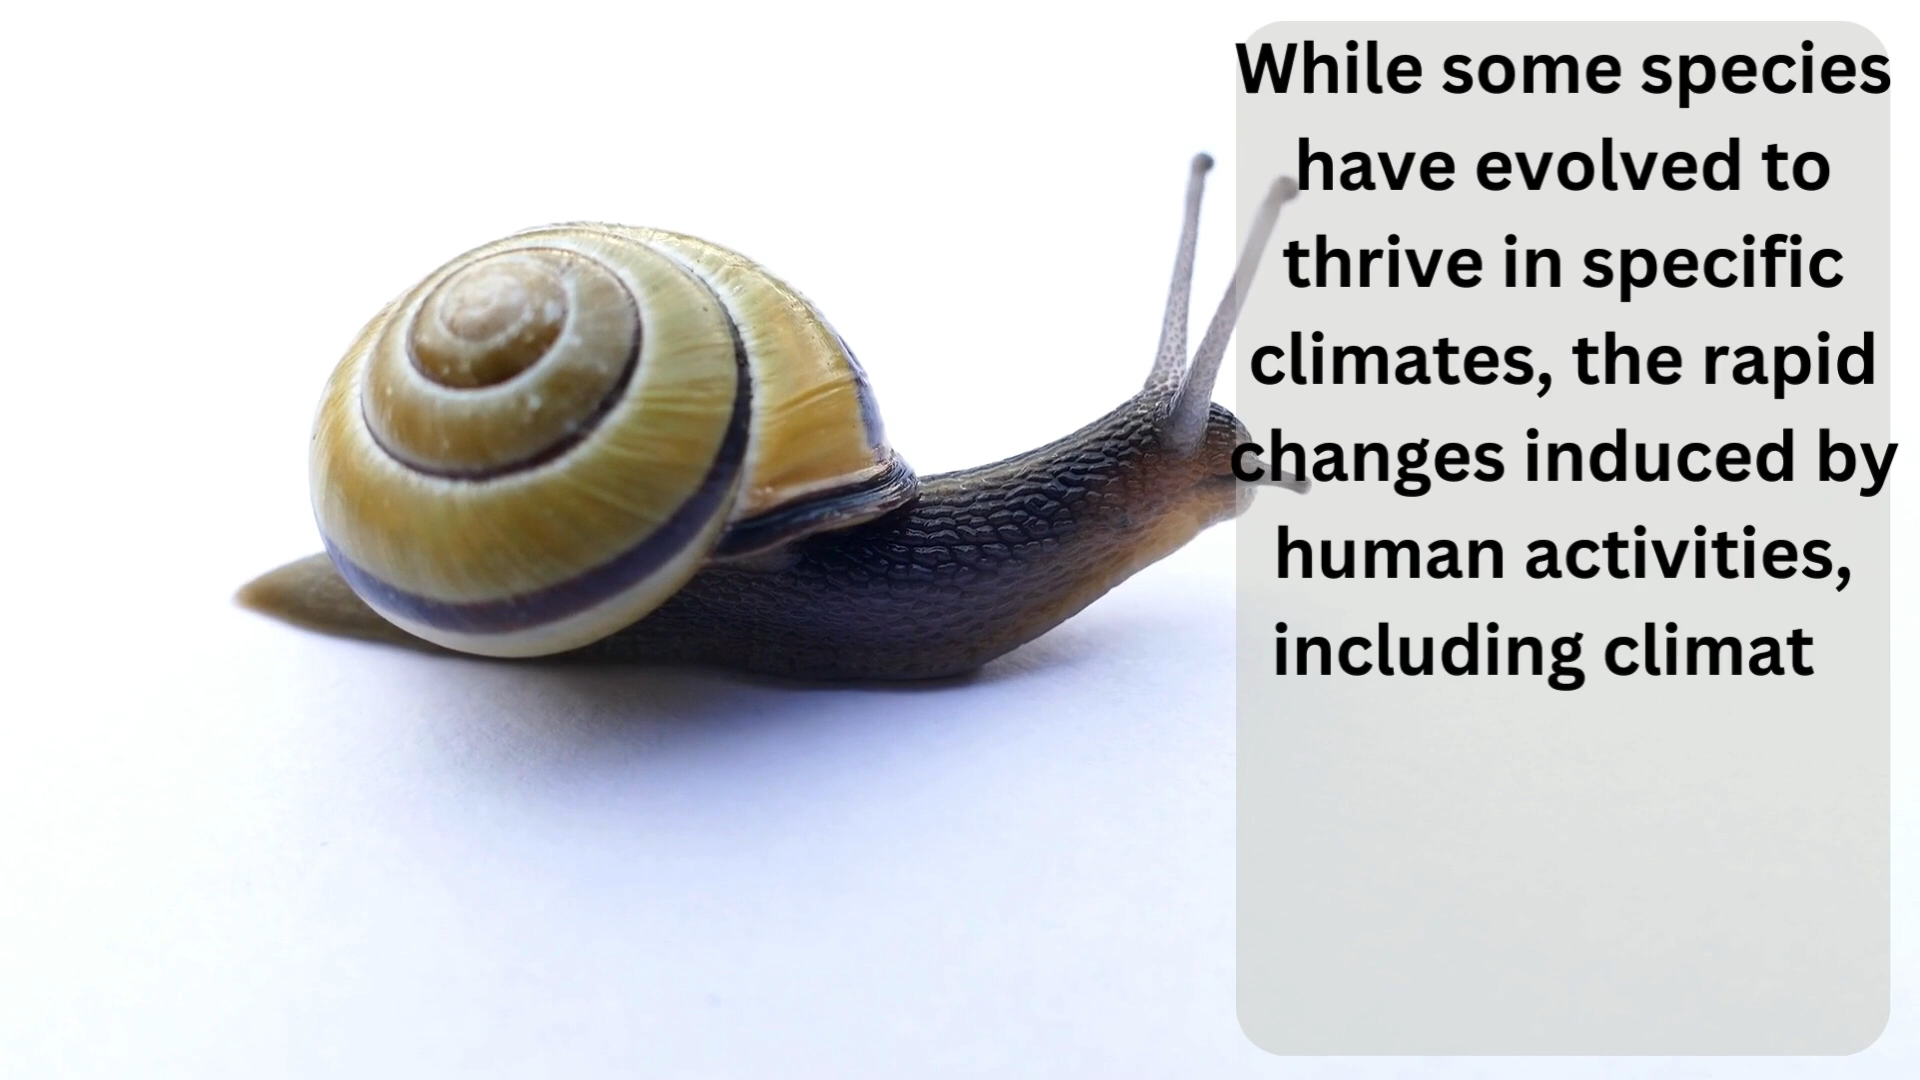 While some species
have evolved to
thrive in specific
climates, the rapid
changes induced by
human activities,
including climat